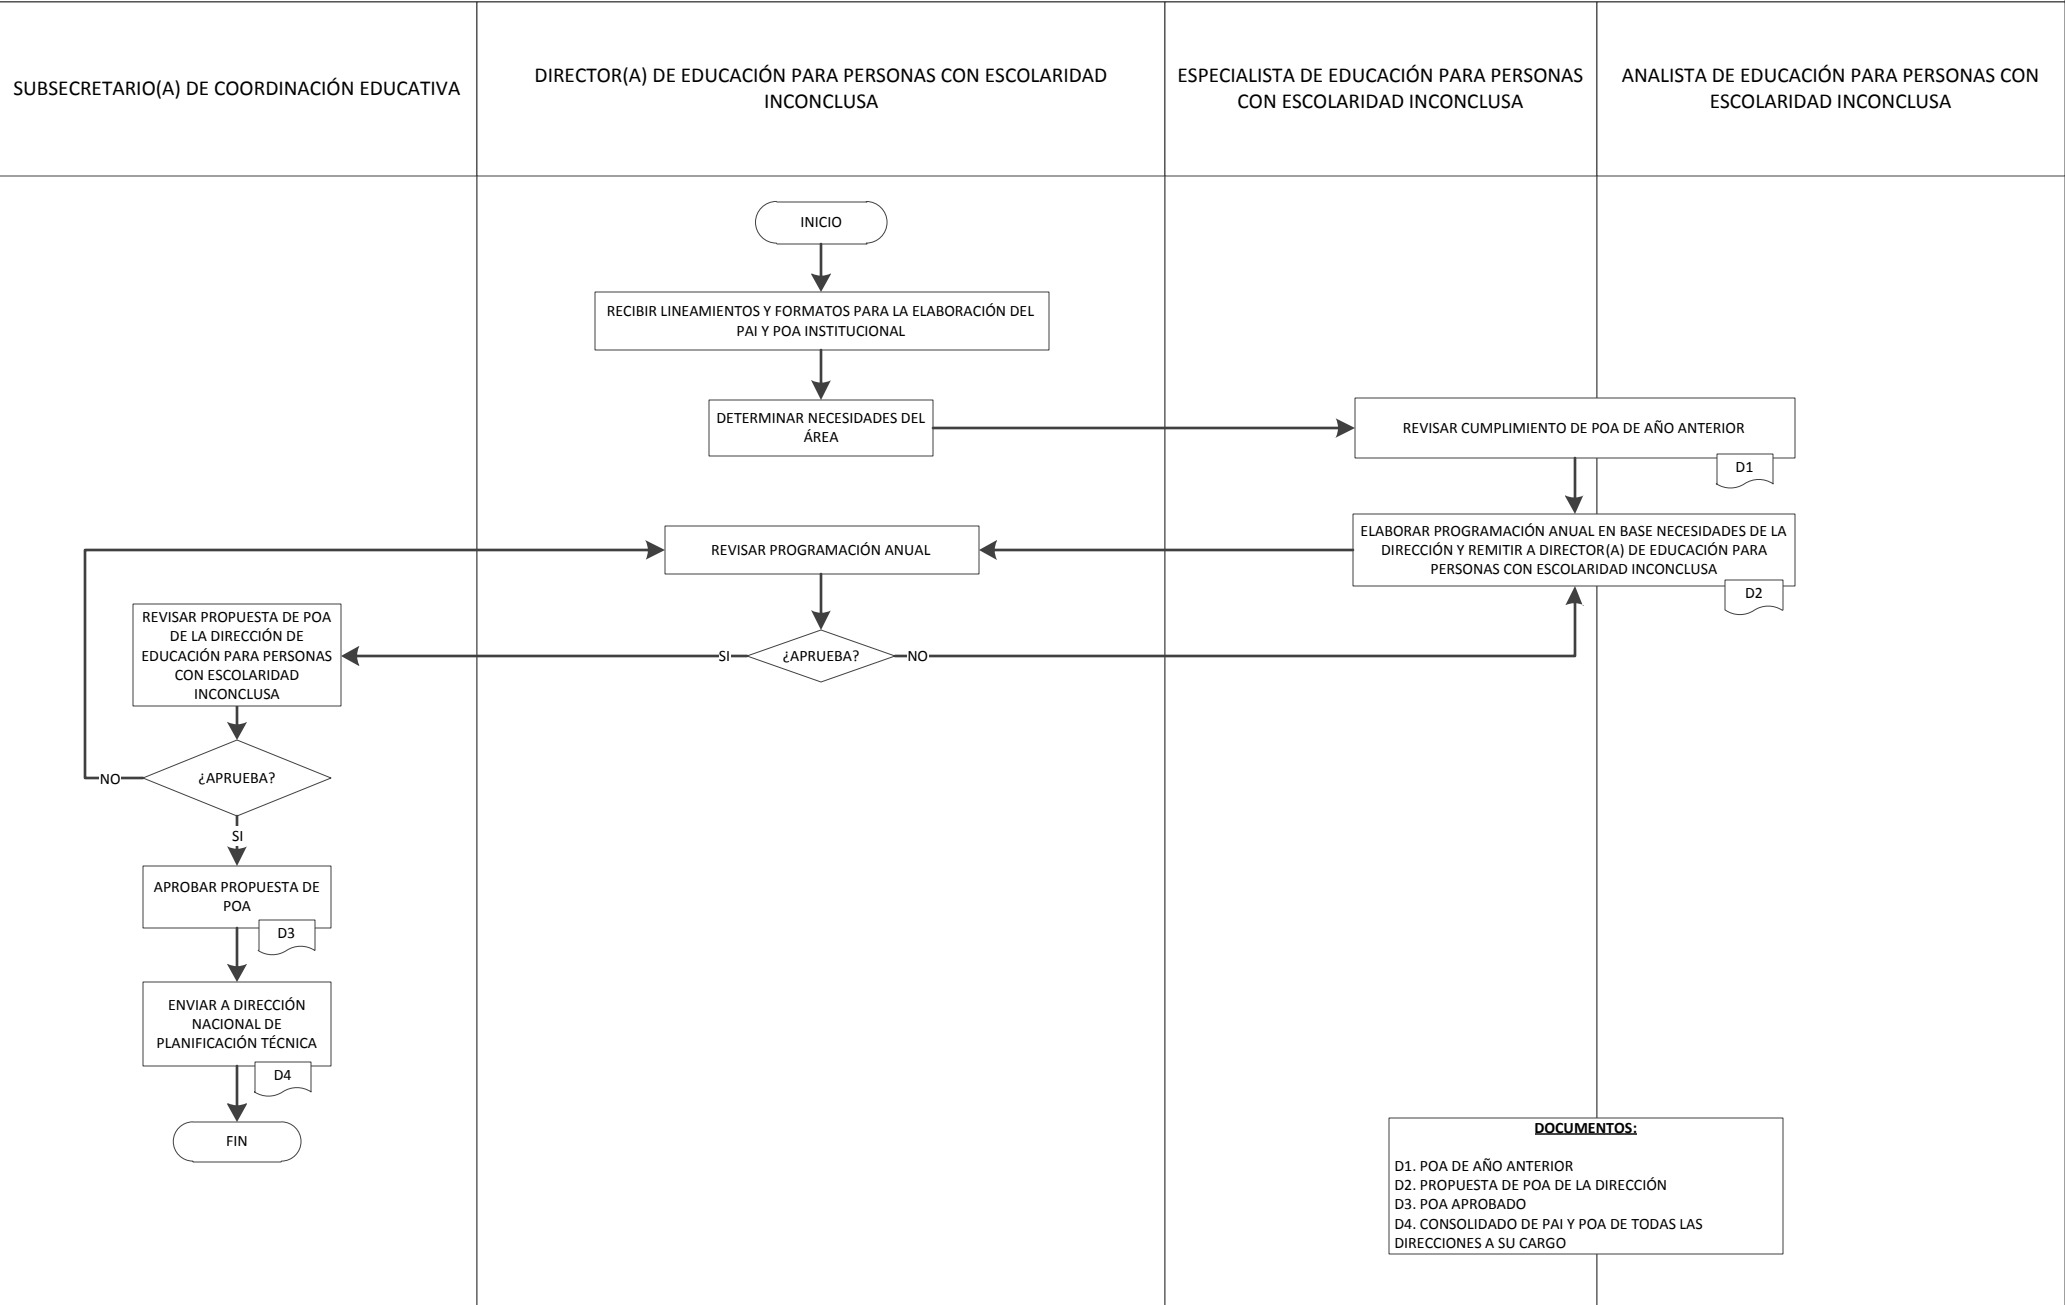 SUBSECRETARIO(A) DE COORDINACIÓN EDUCATIVA
DIRECTOR(A) DE EDUCACIÓN PARA PERSONAS CON ESCOLARIDAD
INCONCLUSA
ESPECIALISTA DE EDUCACIÓN PARA PERSONAS
CON ESCOLARIDAD INCONCLUSA
ANALISTA DE EDUCACIÓN PARA PERSONAS CON
ESCOLARIDAD INCONCLUSA
INICIO
RECIBIR LINEAMIENTOS Y FORMATOS PARA LA ELABORACIÓN DEL
PAI Y POA INSTITUCIONAL
DETERMINAR NECESIDADES DEL
ÁREA
REVISAR CUMPLIMIENTO DE POA DE AÑO ANTERIOR
D1
ELABORAR PROGRAMACIÓN ANUAL EN BASE NECESIDADES DE LA
DIRECCIÓN Y REMITIR A DIRECTOR(A) DE EDUCACIÓN PARA
PERSONAS CON ESCOLARIDAD INCONCLUSA
D2
REVISAR PROGRAMACIÓN ANUAL
¿APRUEBA?
SI
NO
REVISAR PROPUESTA DE POA
DE LA DIRECCIÓN DE
EDUCACIÓN PARA PERSONAS
CON ESCOLARIDAD
INCONCLUSA
¿APRUEBA?
NO
SI
APROBAR PROPUESTA DE
POA
D3
ENVIAR A DIRECCIÓN
NACIONAL DE
PLANIFICACIÓN TÉCNICA
D4
FIN
DOCUMENTOS:
D1. POA DE AÑO ANTERIOR
D2. PROPUESTA DE POA DE LA DIRECCIÓN
D3. POA APROBADO
D4. CONSOLIDADO DE PAI Y POA DE TODAS LAS
DIRECCIONES A SU CARGO